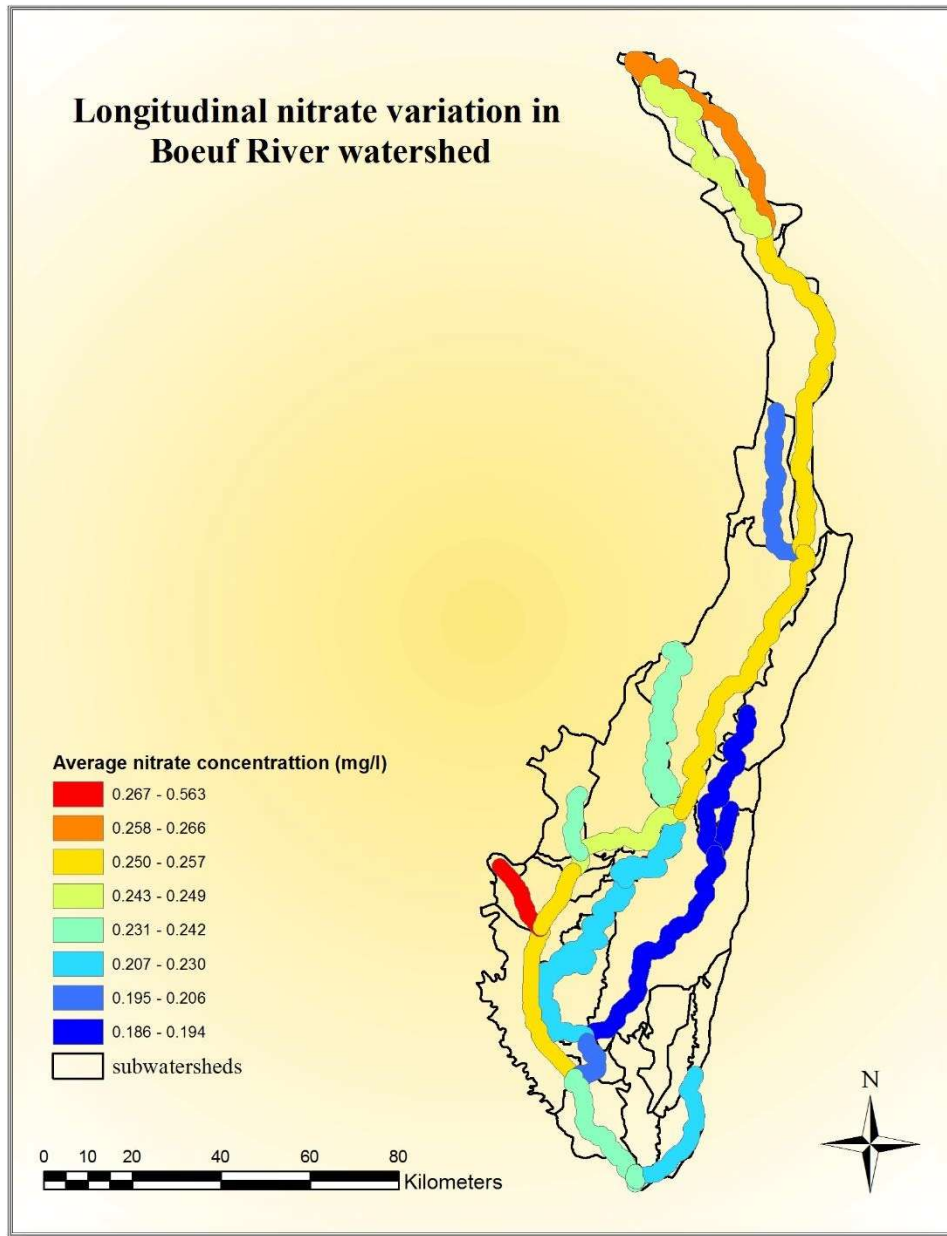 Longitudinal nitrate variation in
Boeuf River watershed
Average nitrate concentrattion (mg/l)
0.267 - 0.563
0.258 - 0.266
0.250 - 0.257
0.243 - 0.249
0.231 - 0.242
0.207 - 0.230
0.195 - 0.206
0.186 - 0.194
subwatersheds
N
0 10 20 40 60 80
Kilometers